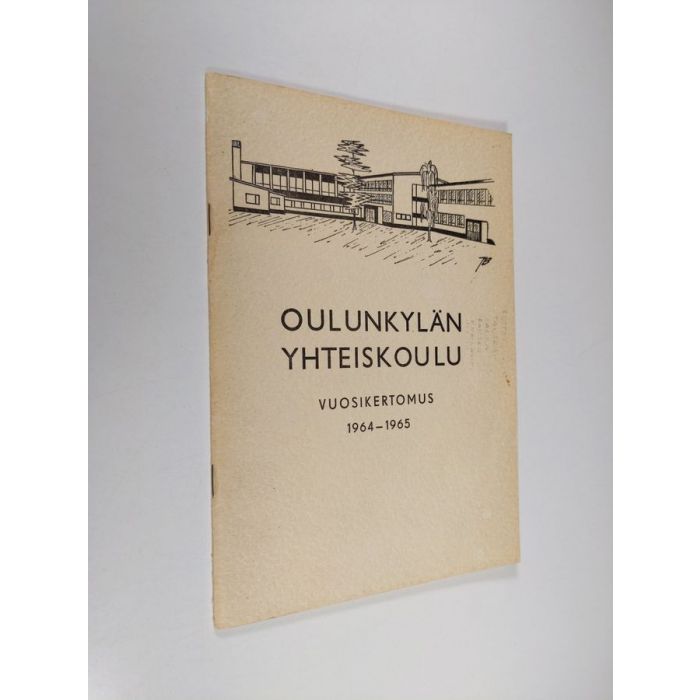 OULUNKYLÄN
YHTEISKOULU
VUOSIKERTOMUS
1964–1965